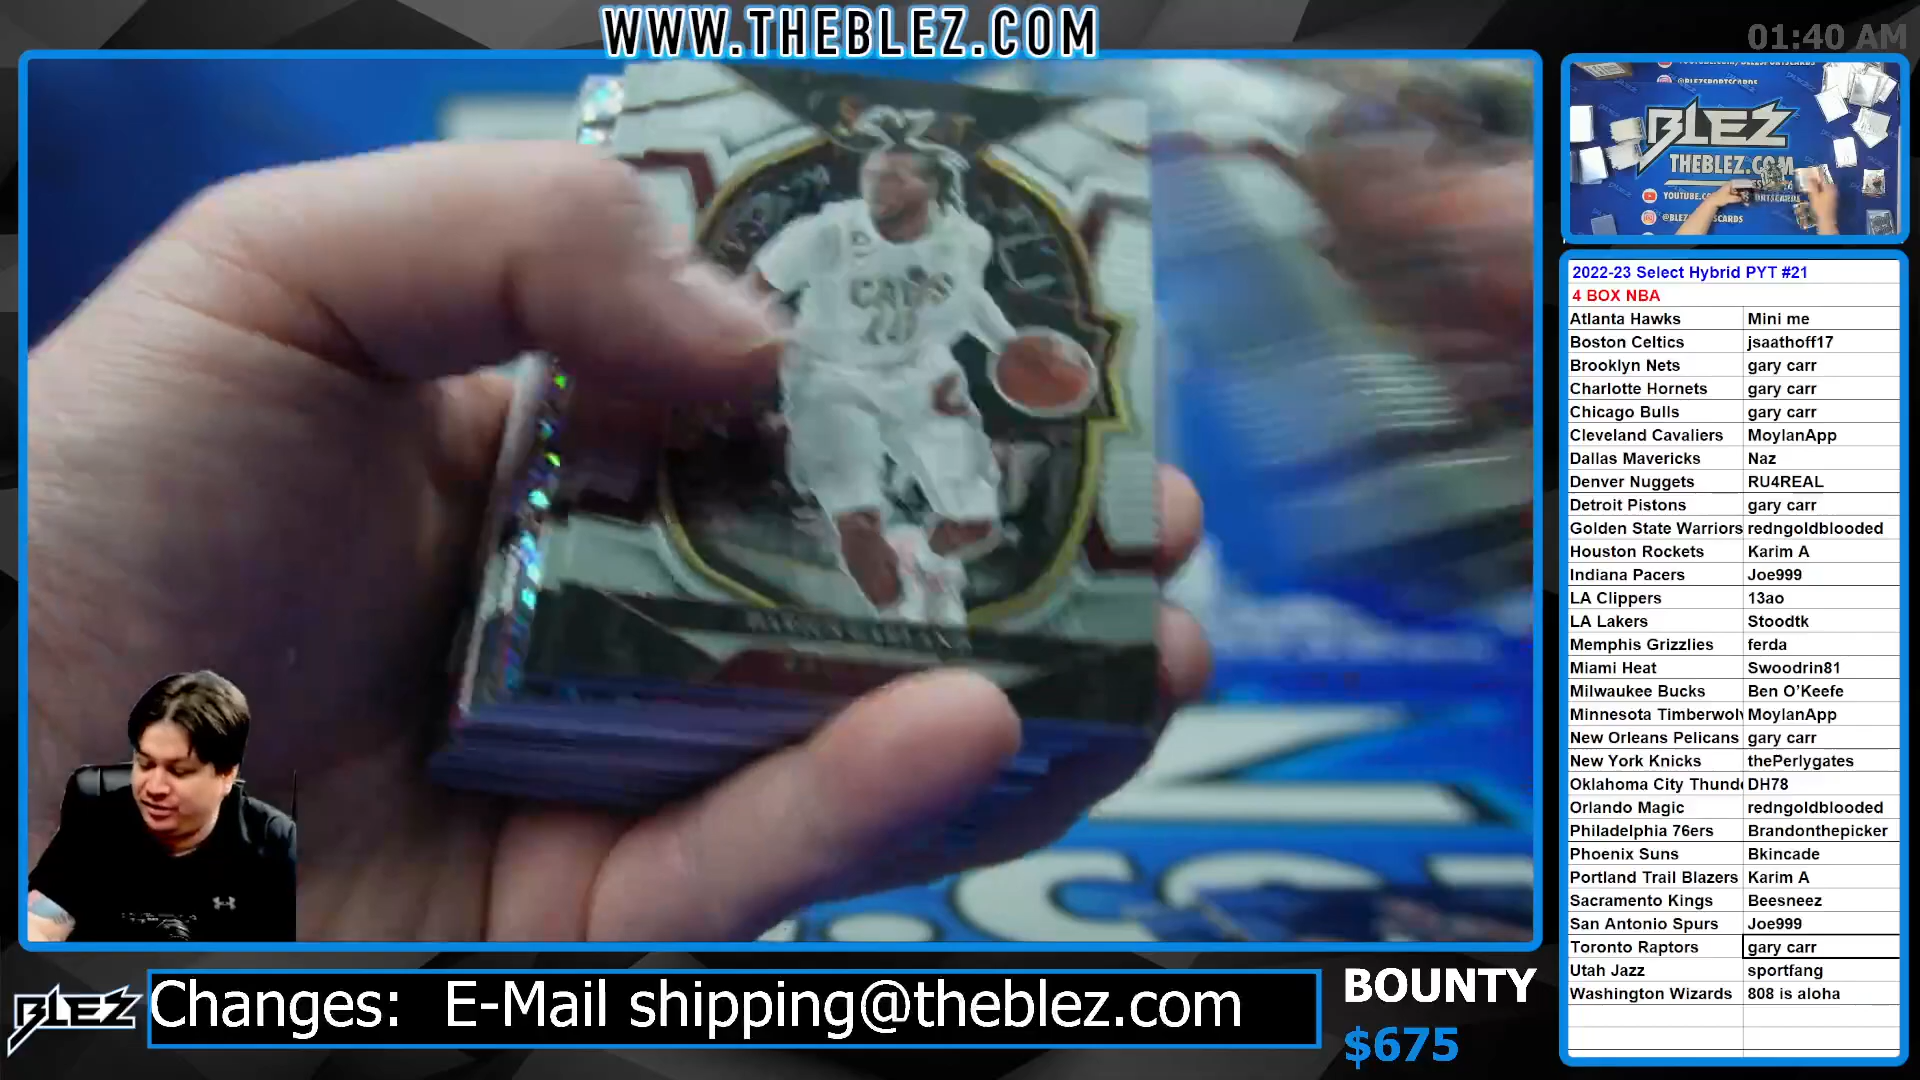 WWW.THEBLEZ.COM
01:40 AM
BLEZ
THEBLEZ.COM
2022-23 Select Hybrid PYT #21
4 BOX NBA
Atlanta Hawks Mini me
Boston Celtics jsaathoff17
Brooklyn Nets gary carr
Charlotte Hornets gary carr
Chicago Bulls gary carr
Cleveland Cavaliers MoylanApp
Dallas Mavericks Naz
Denver Nuggets RU4REAL
Detroit Pistons gary carr
Golden State Warriors redngoldblooded
Houston Rockets Karim A
Indiana Pacers Joe999
LA Clippers 13ao
LA Lakers Stoodtk
Memphis Grizzlies ferda
Miami Heat Swoodrin81
Milwaukee Bucks Ben O'Keefe
Minnesota Timberwolv MoylanApp
New Orleans Pelicans gary carr
New York Knicks thePerlygates
Oklahoma City Thunde DH78
Orlando Magic redngoldblooded
Philadelphia 76ers Brandonthepicker
Phoenix Suns Bkincade
Portland Trail Blazers Karim A
Sacramento Kings Beesneez
San Antonio Spurs Joe999
Toronto Raptors gary carr
Utah Jazz sportfang
Washington Wizards 808 is aloha
CAVS
BLEZ
Changes: E-Mail shipping@theblez.com
BOUNTY
$675